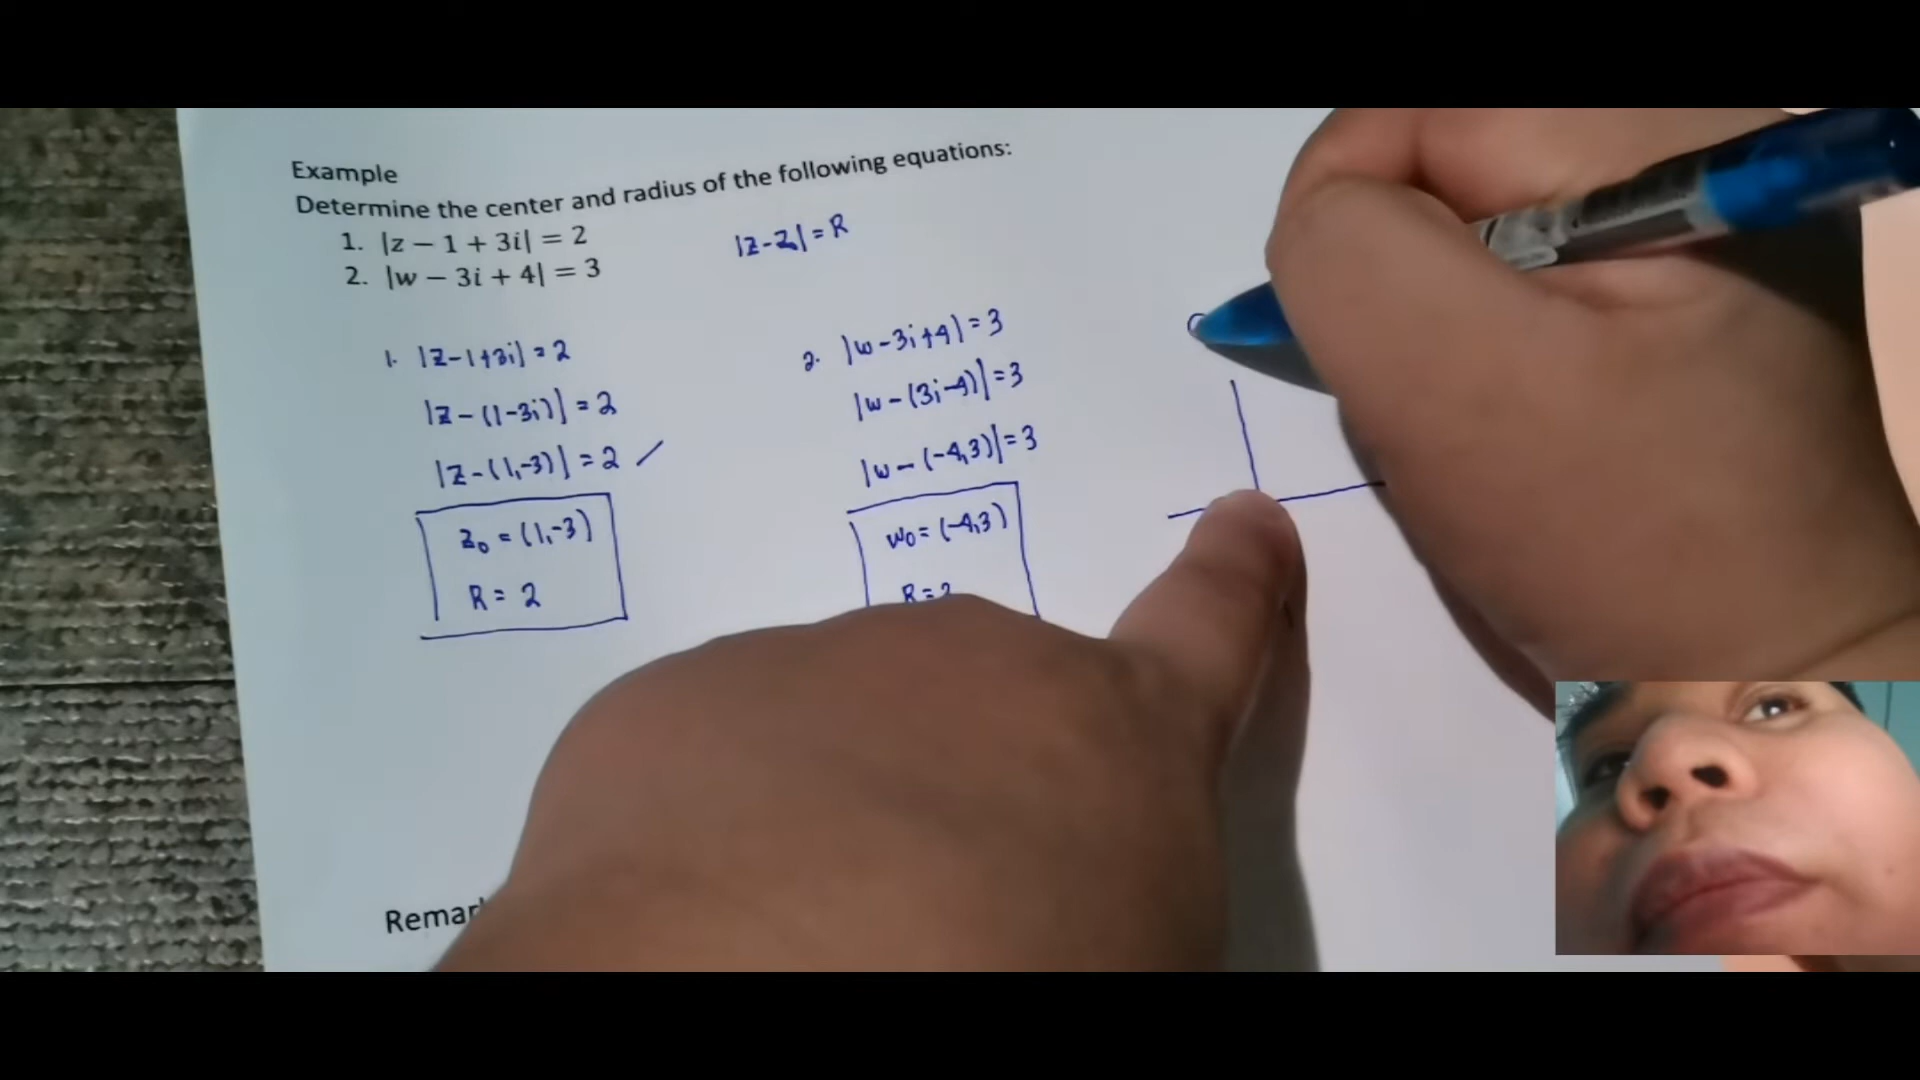 Example
Determine the center and radius of the following equations:
1. |z − 1 + 3i| = 2
2. |w − 3i + 4| = 3
|z-z₀|=R
1. |z-1+3i| = 2
|z-(1-3i)| = 2
|z-(1,-3)| = 2
z₀ = (1,-3)
R = 2
2. |w-3i+4| = 3
|w-(3i-4)| = 3
|w-(-4,3)| = 3
w₀ = (-4,3)
R =